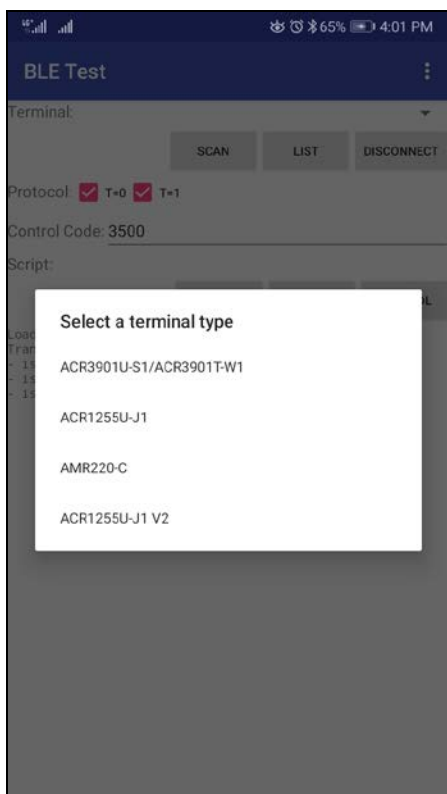 65% 4:01 PM
BLE Test
Terminal:
SCAN LIST DISCONNECT
Protocol: T=0 T=1
Control Code: 3500
Script:
Select a terminal type
ACR3901U-S1/ACR3901T-W1
ACR1255U-J1
AMR220-C
ACR1255U-J1 V2